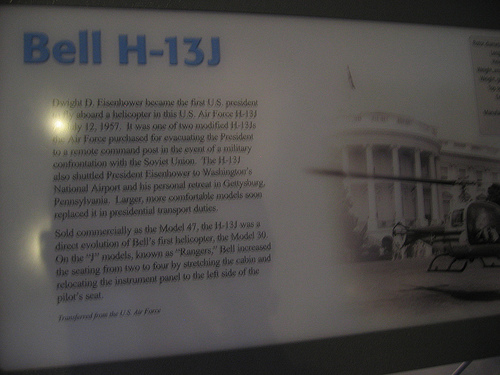 Bell H-13J
Dwight D. Eisenhower became the first U.S. president
aboard a helicopter in this U.S. Air Force H-13J
12, 1957. It was one of two modified H-13Js
the Air Force purchased for evacuating the President
to a remote command post in the event of a military
confrontation with the Soviet Union. The H-13J
also shuttled President Eisenhower to Washington's
National Airport and his personal retreat in Gettysburg,
Pennsylvania. Larger, more comfortable models soon
replaced it in presidential transport duties.
Sold commercially as the Model 47, the H-13J was a
direct evolution of Bell's first helicopter, the Model 30.
On the "J" models, known as "Rangers," Bell increased
the seating from two to four by stretching the cabin and
relocating the instrument panel to the left side of the
pilot's seat.
Transferred from the U.S. Air Force